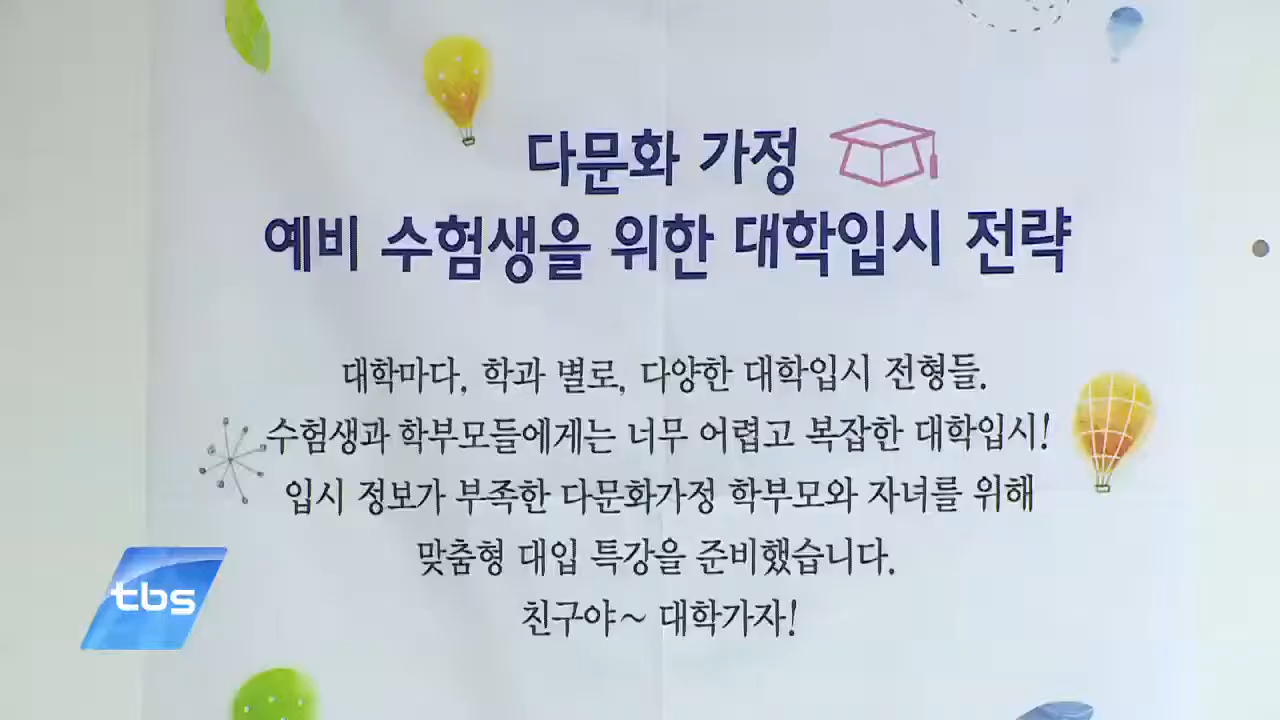 다문화 가정
예비 수험생을 위한 대학입시 전략
대학마다, 학과 별로, 다양한 대학입시 전형들.
수험생과 학부모들에게는 너무 어렵고 복잡한 대학입시!
입시 정보가 부족한 다문화가정 학부모와 자녀를 위해
맞춤형 대입 특강을 준비했습니다.
친구야~ 대학가자!
tbs